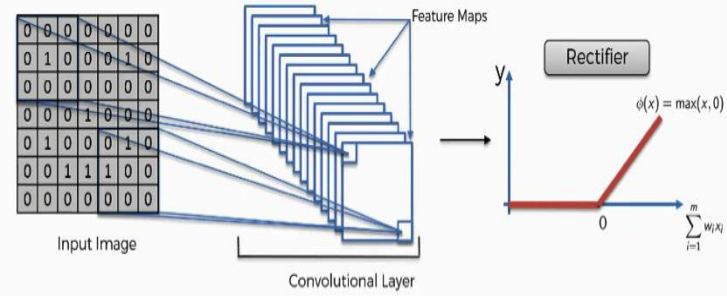 0 0 0 0 0 0 0
0 1 0 0 0 1 0
0 0 0 0 0 0 0
0 0 0 1 0 0 0
0 1 0 0 0 1 0
0 0 1 1 1 0 0
0 0 0 0 0 0 0
Input Image
Feature Maps
Convolutional Layer
Rectifier
y
ϕ(x) = max(x, 0)
0
m
∑ wᵢxᵢ
i=1